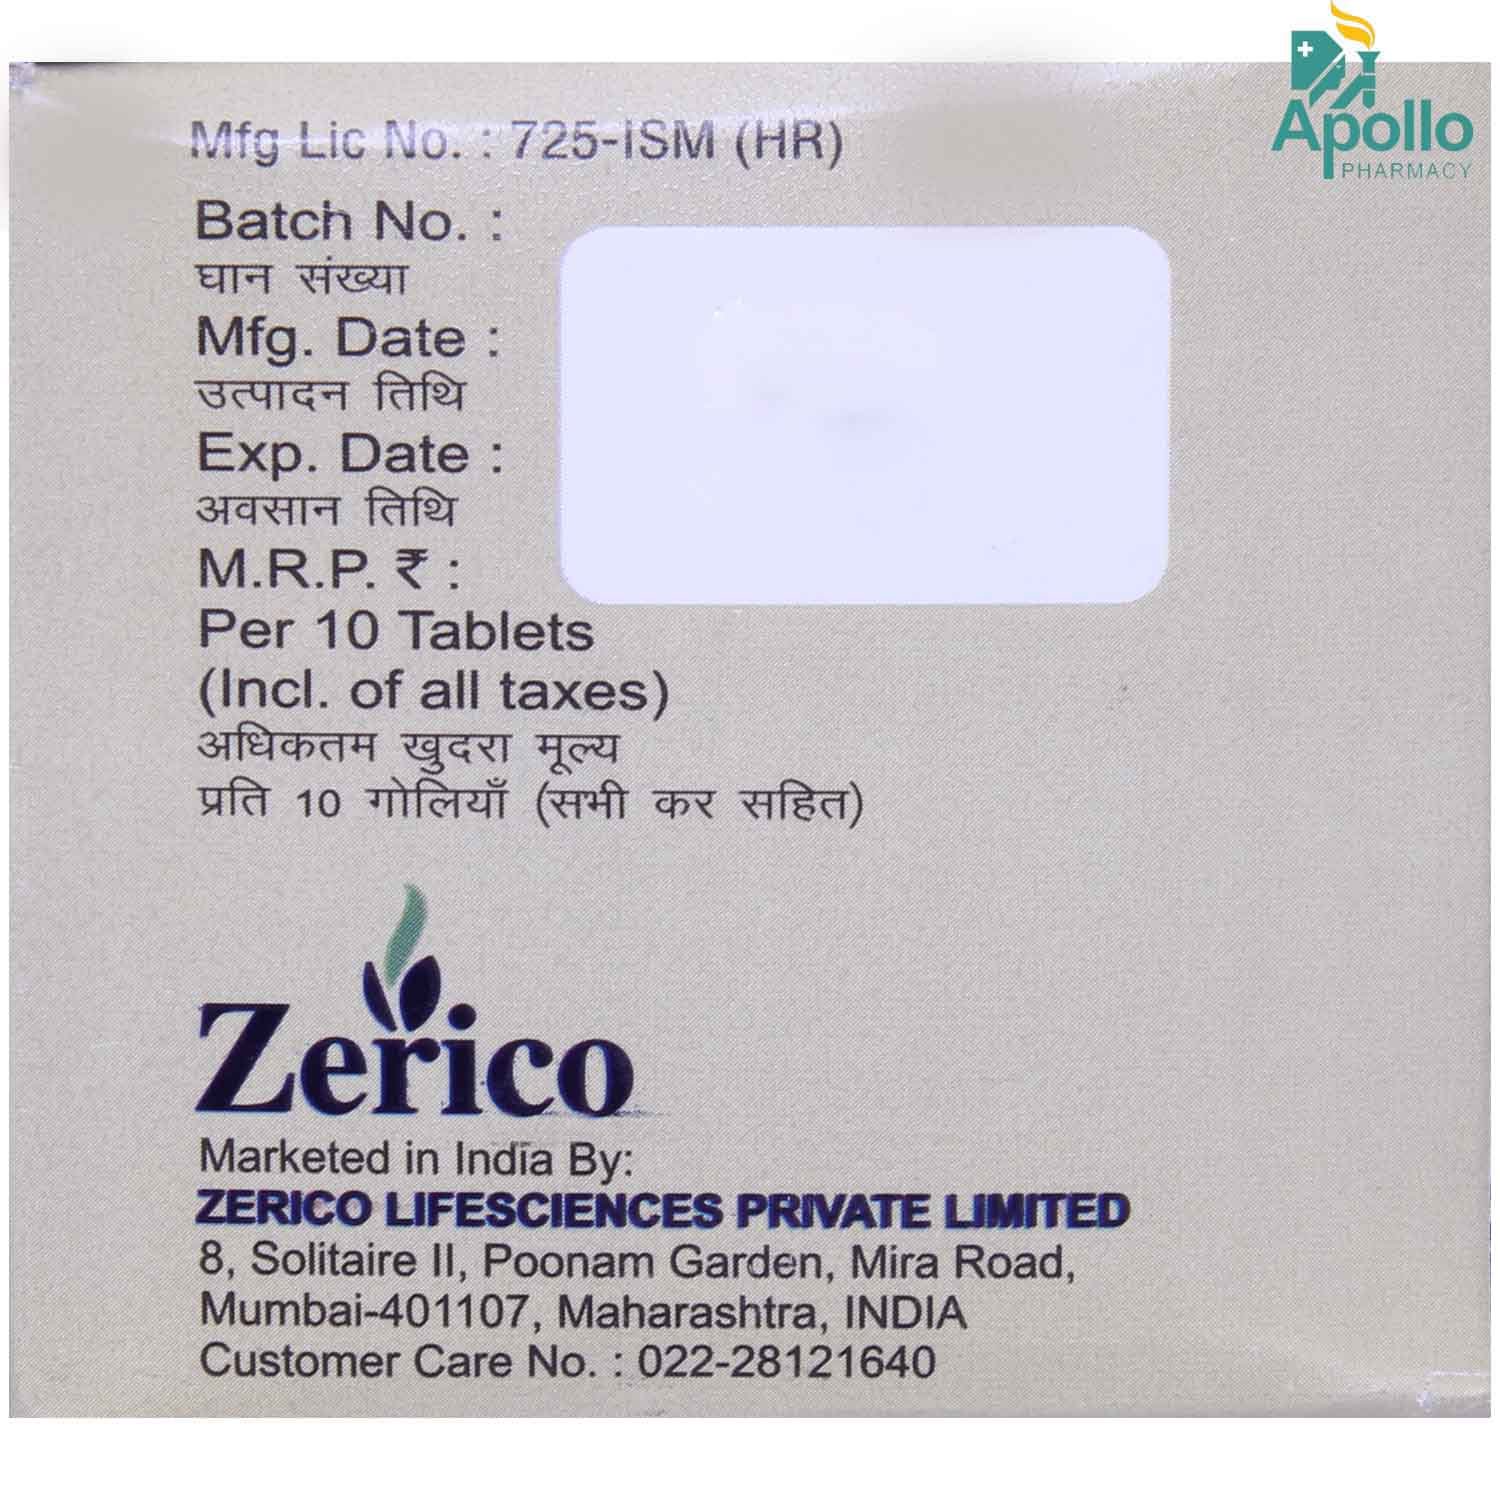 Apollo
PHARMACY
Mfg Lic No. : 725-ISM (HR)
Batch No. :
घान संख्या
Mfg. Date :
उत्पादन तिथि
Exp. Date :
अवसान तिथि
M.R.P. ₹ :
Per 10 Tablets
(Incl. of all taxes)
अधिकतम खुदरा मूल्य
प्रति 10 गोलियाँ (सभी कर सहित)
Zerico
Marketed in India By:
ZERICO LIFESCIENCES PRIVATE LIMITED
8, Solitaire II, Poonam Garden, Mira Road,
Mumbai-401107, Maharashtra, INDIA
Customer Care No. : 022-28121640